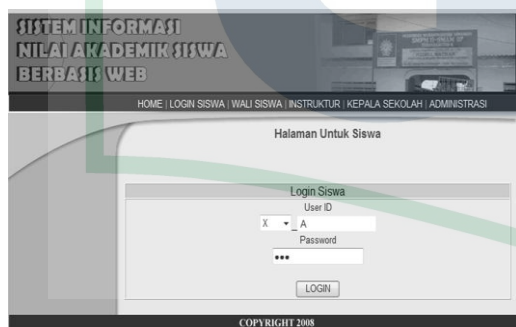 SISTEM INFORMASI
NILAI AKADEMIK SISWA
BERBASIS WEB
HOME | LOGIN SISWA | WALI SISWA | INSTRUKTUR | KEPALA SEKOLAH | ADMINISTRASI
Halaman Untuk Siswa
Login Siswa
User ID
X _ A
Password
•••
LOGIN
COPYRIGHT 2008